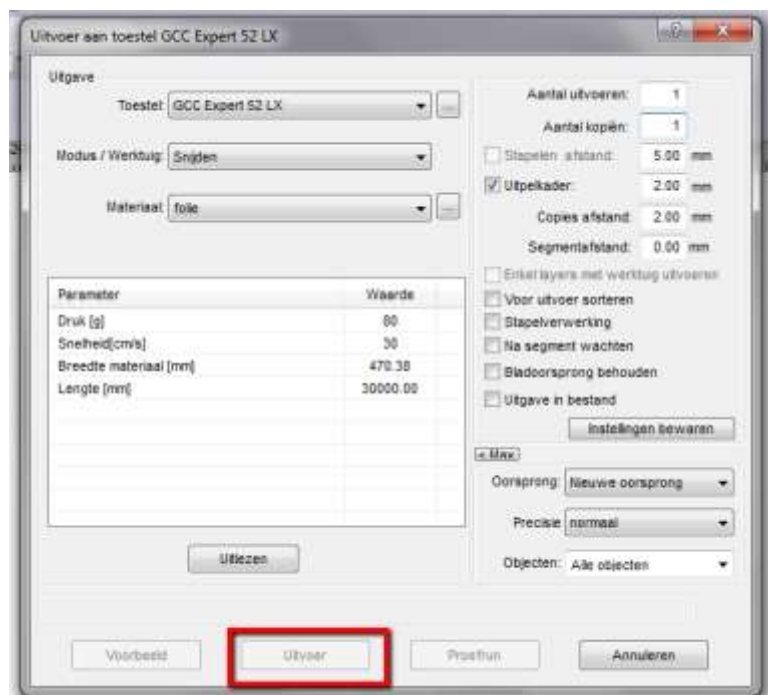 Uitvoer aan toestel GCC Expert 52 LX
Uitgave
Toestel: GCC Expert 52 LX
Modus / Werktuig: Snijden
Materiaal: folie
Parameter Waarde
Druk [g] 80
Snelheid[cm/s] 30
Breedte materiaal [mm] 470.38
Lengte [mm] 30000.00
Uitlezen
Aantal uitvoeren: 1
Aantal kopiën: 1
Stapelen afstand: 5.00 mm
Uitpelkader: 2.00 mm
Copies afstand: 2.00 mm
Segmentafstand: 0.00 mm
Enkel layers met werktuig uitvoeren
Voor uitvoer sorteren
Stapelverwerking
Na segment wachten
Bladoorsprong behouden
Uitgave in bestand
Instellingen bewaren
< Max
Oorsprong: Nieuwe oorsprong
Precisie normaal
Objecten: Alle objecten
Voorbeeld Uitvoer Proefrun Annuleren